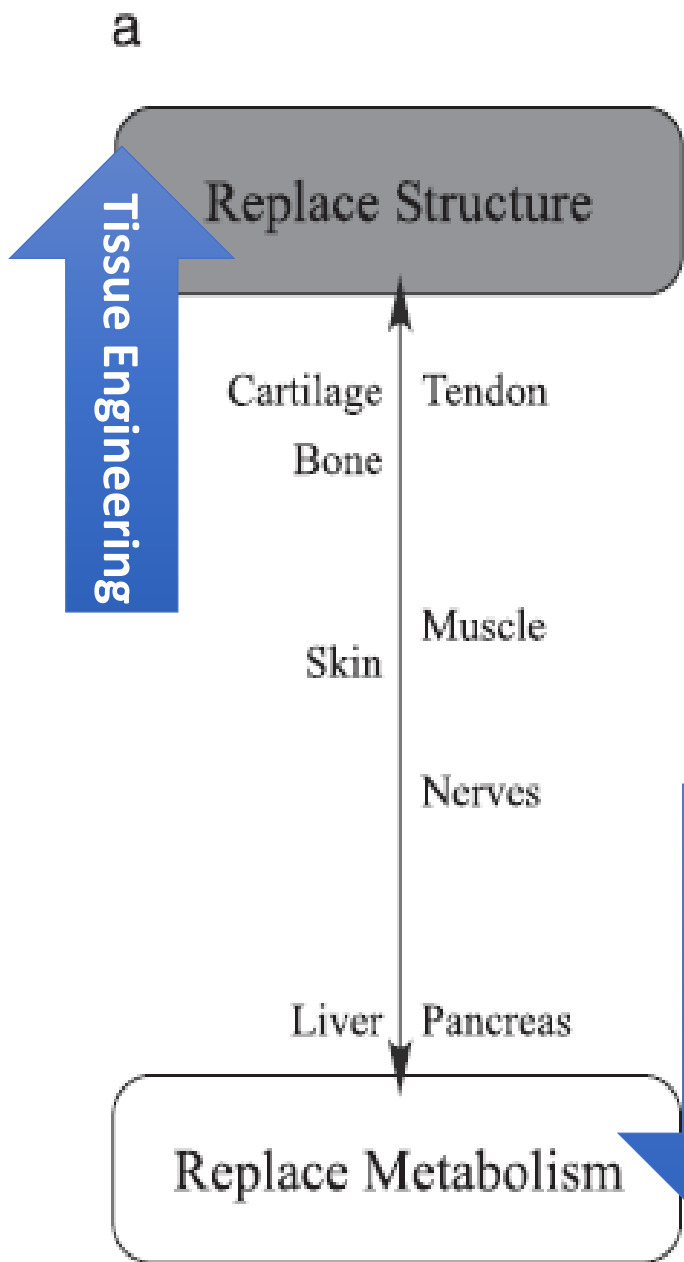 a
Replace Structure
Tissue Engineering
Cartilage Tendon
Bone
Muscle
Skin
Nerves
Liver Pancreas
Replace Metabolism